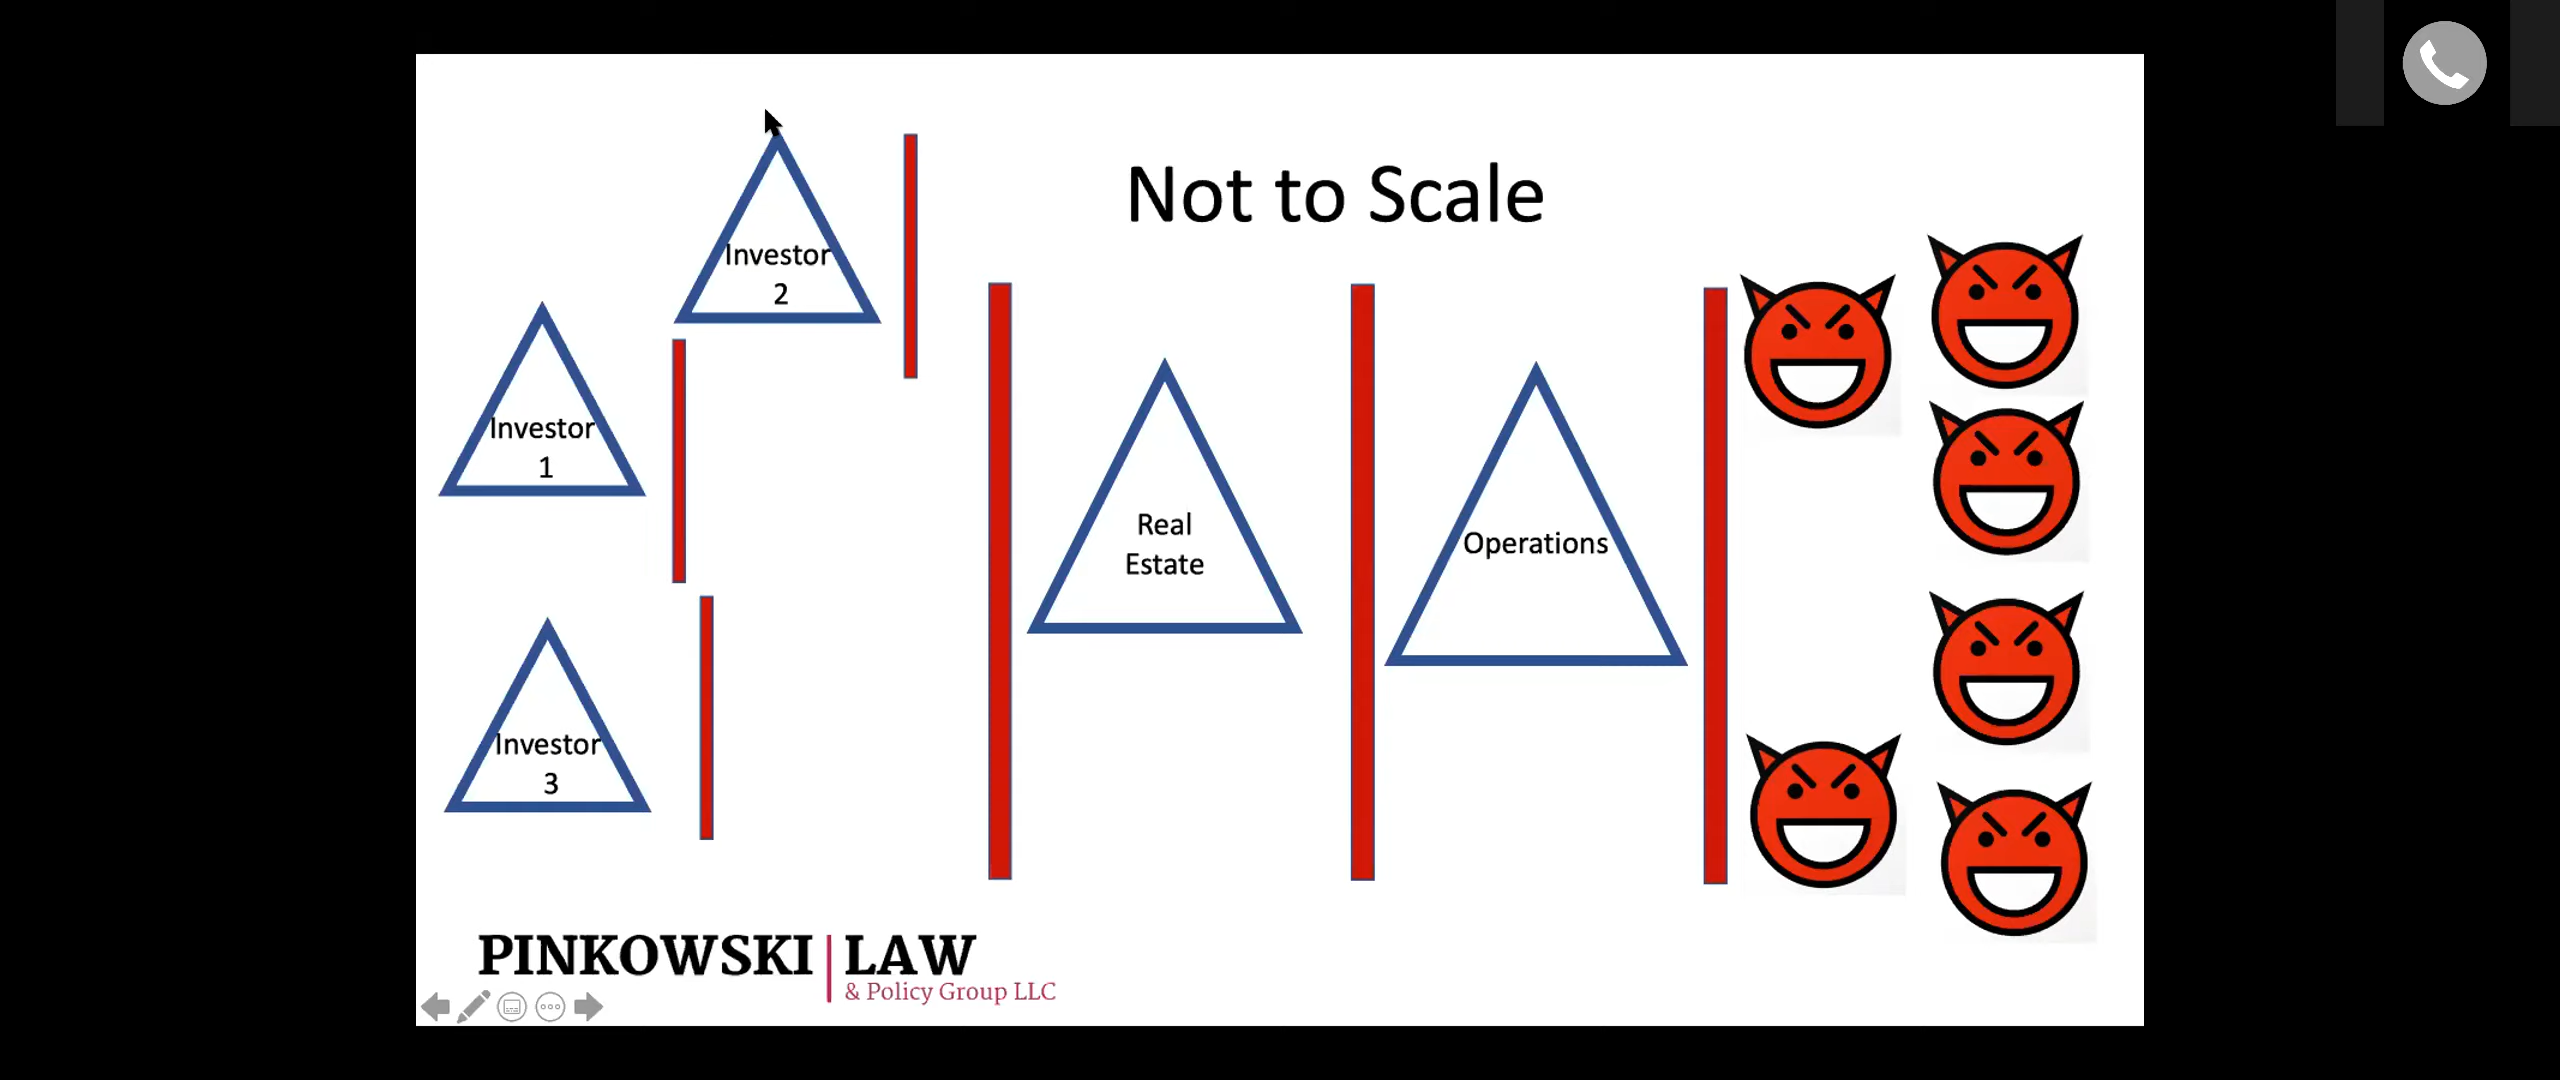 Not to Scale
Investor
2
Investor
1
Investor
3
Real
Estate
Operations
PINKOWSKI LAW
& Policy Group LLC